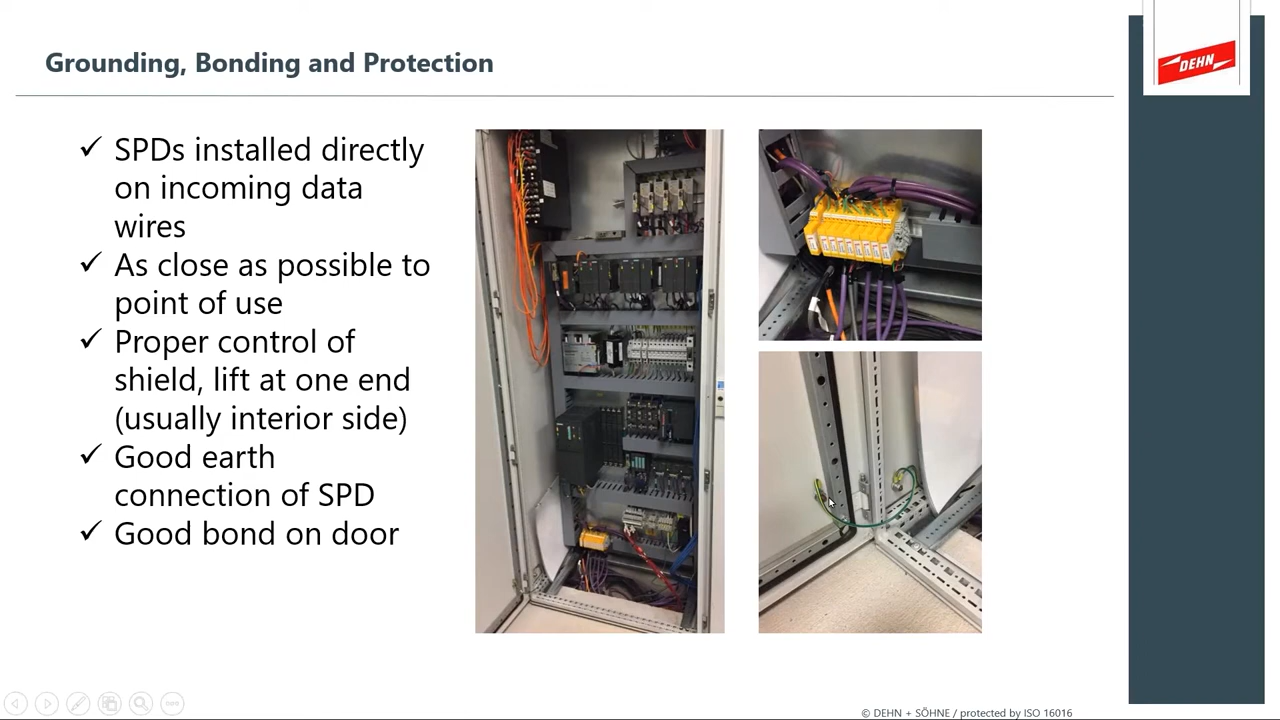 Grounding, Bonding and Protection
DEHN
✓ SPDs installed directly
on incoming data
wires
✓ As close as possible to
point of use
✓ Proper control of
shield, lift at one end
(usually interior side)
✓ Good earth
connection of SPD
✓ Good bond on door
© DEHN + SÖHNE / protected by ISO 16016